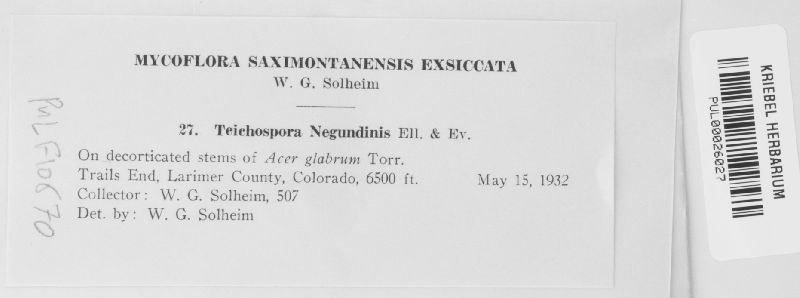 MYCOFLORA SAXIMONTANENSIS EXSICCATA
W. G. Solheim
27. Teichospora Negundinis Ell. & Ev.
On decorticated stems of Acer glabrum Torr.
Trails End, Larimer County, Colorado, 6500 ft. May 15, 1932
Collector: W. G. Solheim, 507
Det. by: W. G. Solheim
PUL F10670
KRIEBEL HERBARIUM
PUL00026027